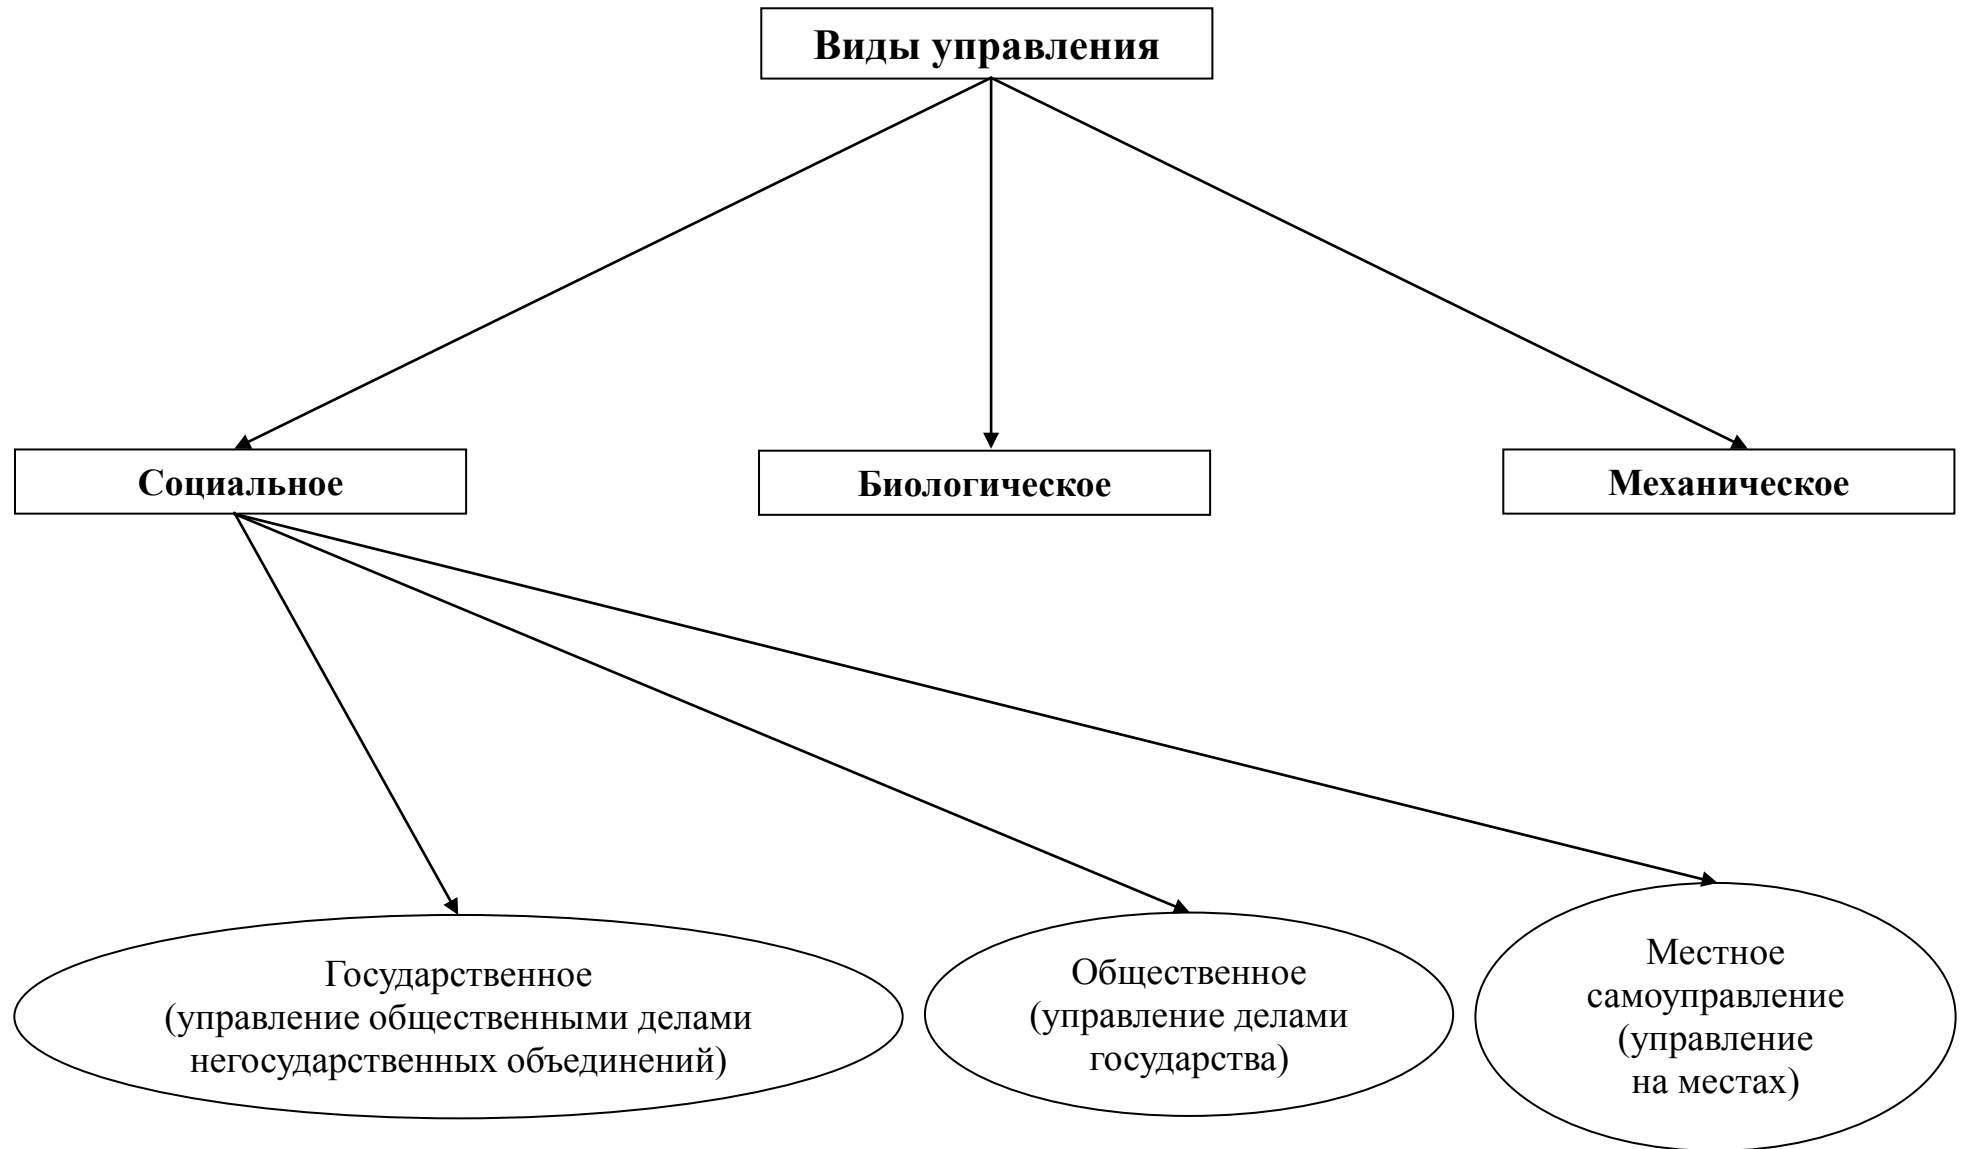 Виды управления
Социальное
Биологическое
Механическое
Государственное
(управление общественными делами
негосударственных объединений)
Общественное
(управление делами
государства)
Местное
самоуправление
(управление
на местах)